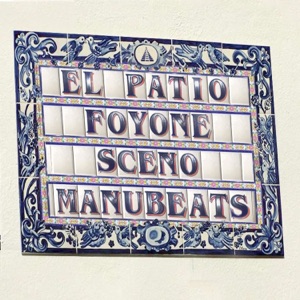 EL PATIO
FOYONE
SCENO
MANUBEATS